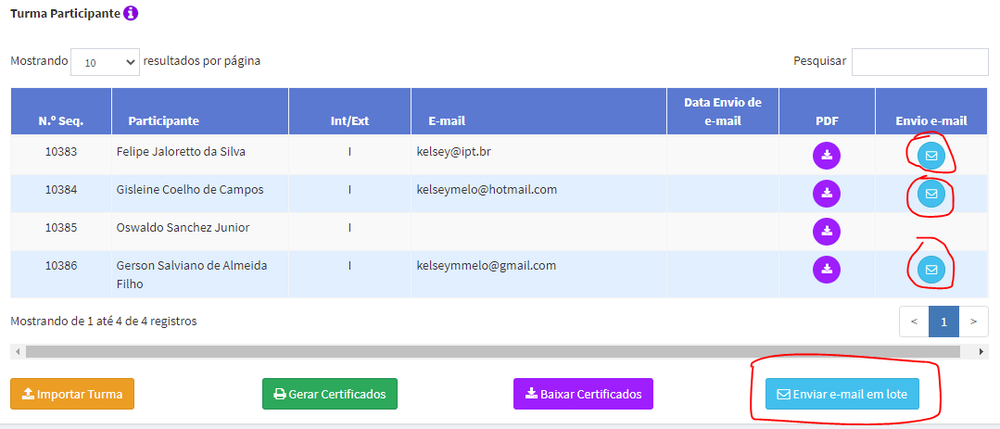 Turma Participante
Mostrando 10 resultados por página Pesquisar
N.º Seq. Participante Int/Ext E-mail Data Envio de e-mail PDF Envio e-mail
10383 Felipe Jaloretto da Silva I kelsey@ipt.br
10384 Gisleine Coelho de Campos I kelseymelo@hotmail.com
10385 Oswaldo Sanchez Junior I
10386 Gerson Salviano de Almeida Filho I kelseymmelo@gmail.com
Mostrando de 1 até 4 de 4 registros < 1 >
Importar Turma Gerar Certificados Baixar Certificados Enviar e-mail em lote